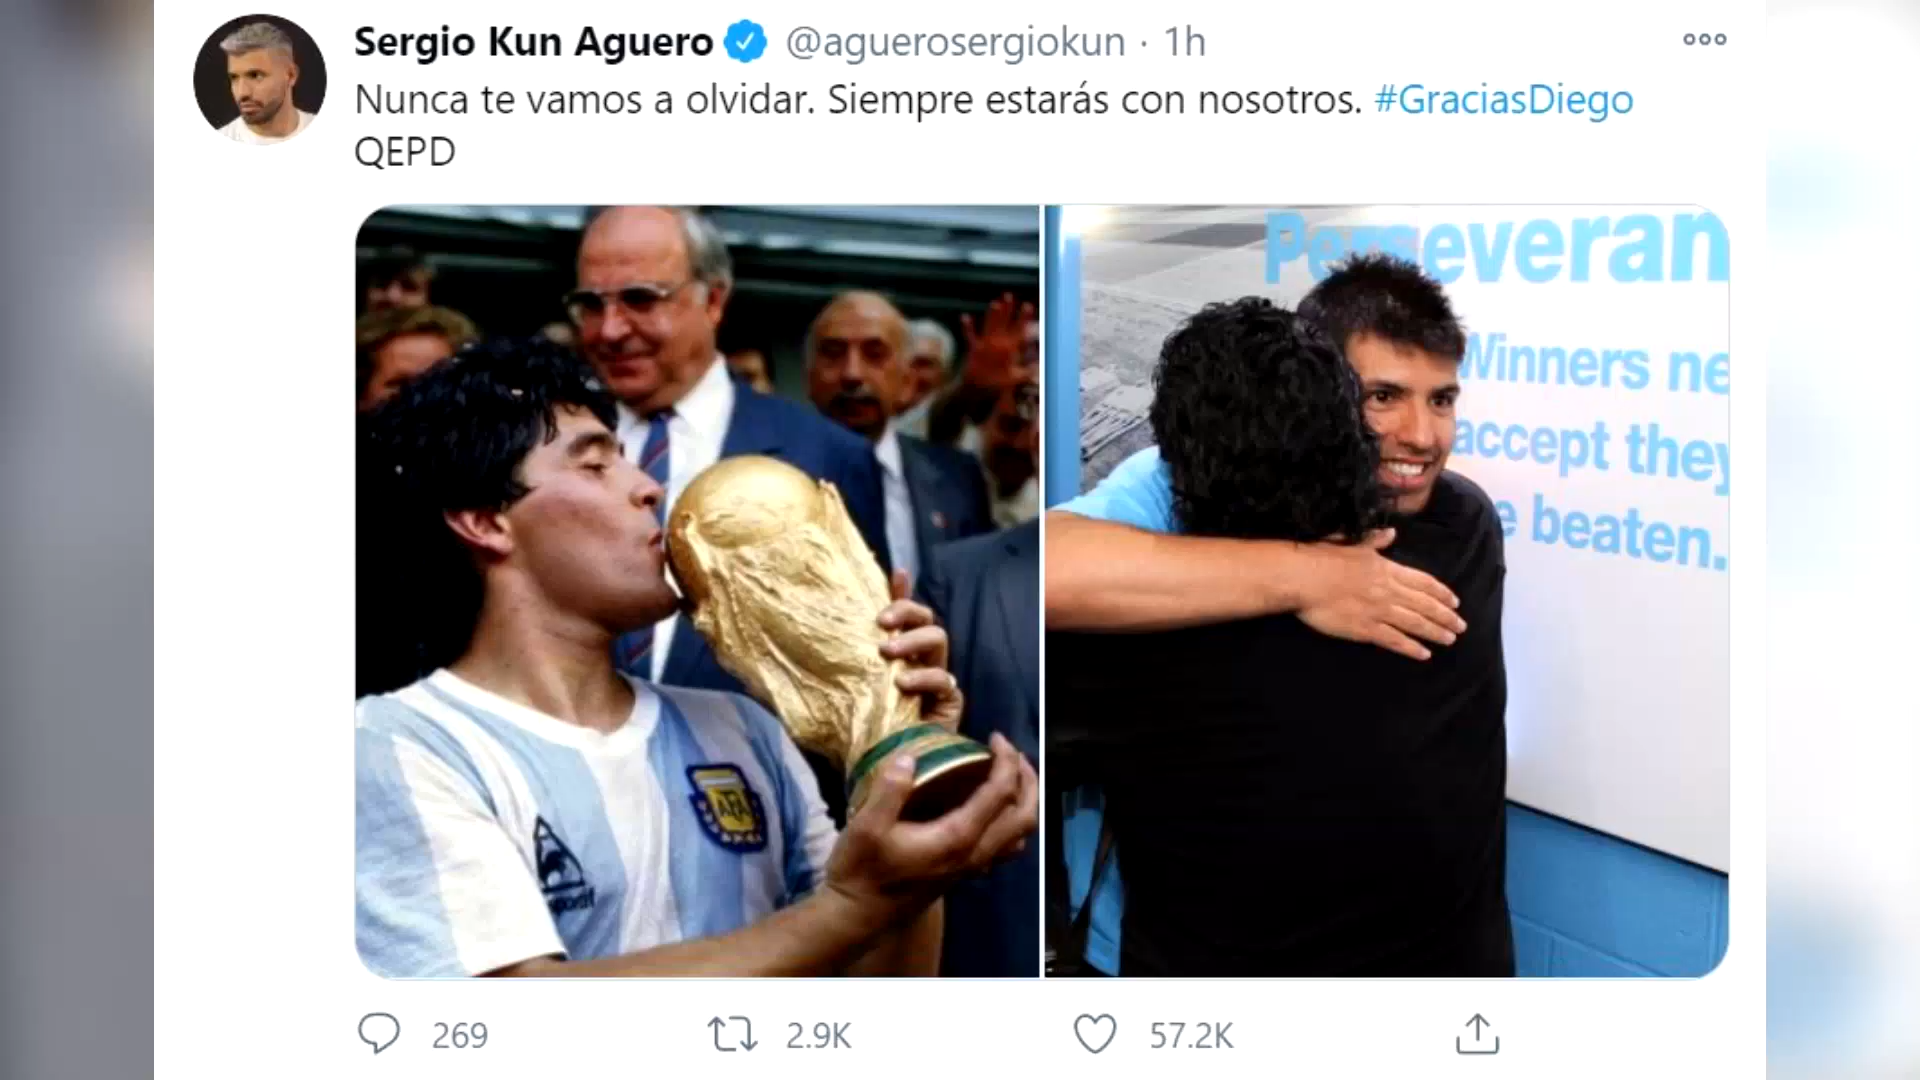 Sergio Kun Aguero @aguerosergiokun · 1h
Nunca te vamos a olvidar. Siempre estarás con nosotros. #GraciasDiego
QEPD
Perseveran
Winners ne
accept they
e beaten.
AFA
269 2.9K 57.2K